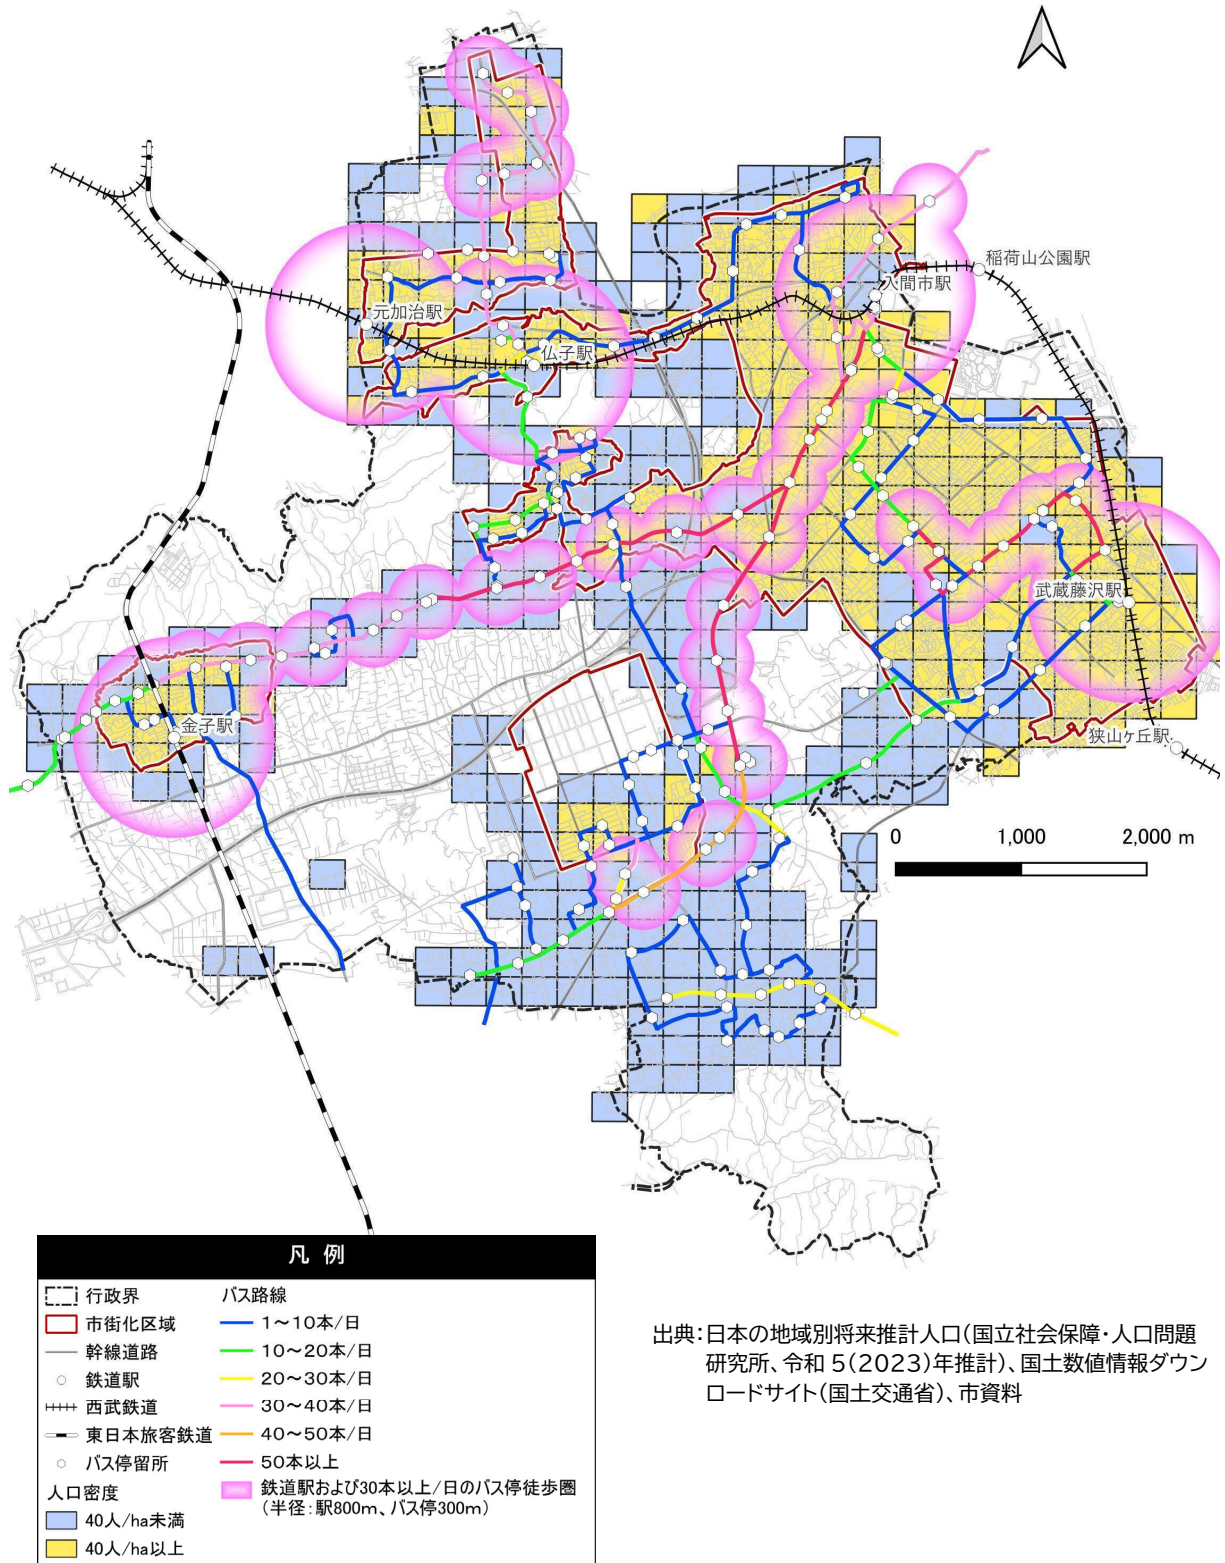 稲荷山公園駅
入間市駅
元加治駅
仏子駅
武蔵藤沢駅
金子駅
狭山ヶ丘駅
0 1,000 2,000 m
凡 例
行政界
市街化区域
幹線道路
鉄道駅
西武鉄道
東日本旅客鉄道
バス停留所
人口密度
40人/ha未満
40人/ha以上
バス路線
1~10本/日
10~20本/日
20~30本/日
30~40本/日
40~50本/日
50本以上
鉄道駅および30本以上/日のバス停徒歩圏
(半径:駅800m、バス停300m)
出典:日本の地域別将来推計人口(国立社会保障・人口問題
研究所、令和 5(2023)年推計)、国土数値情報ダウン
ロードサイト(国土交通省)、市資料